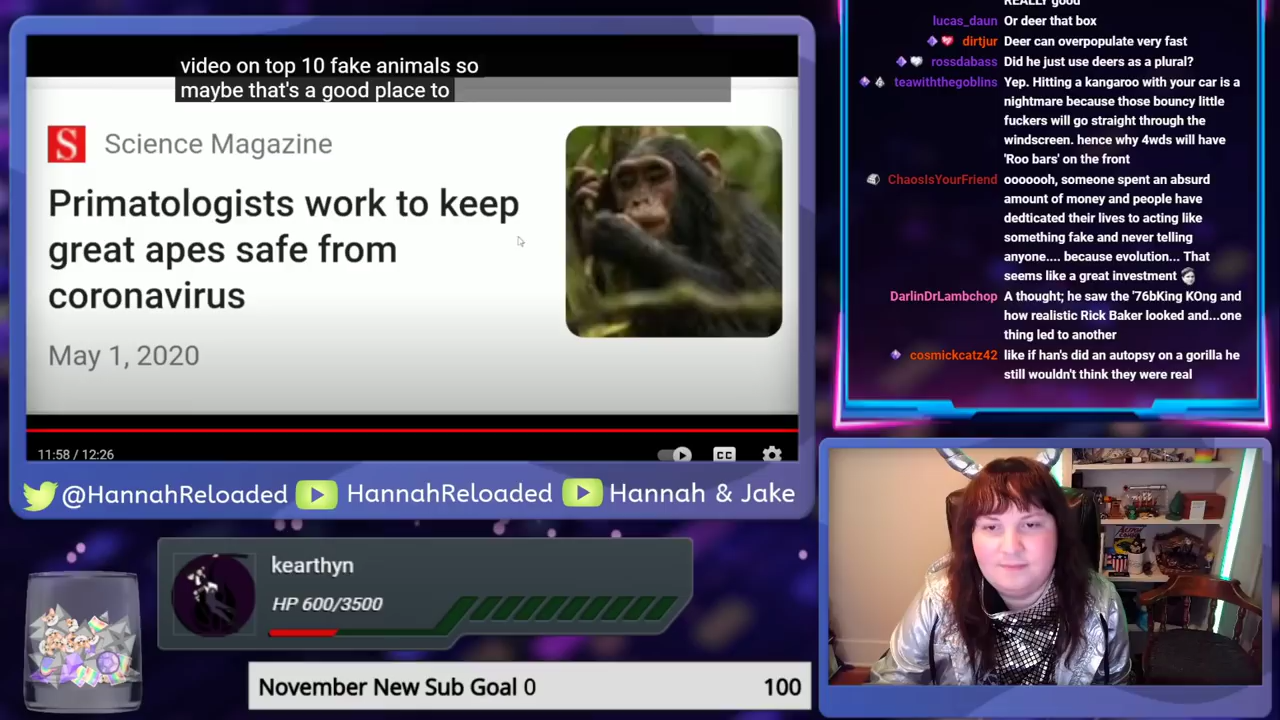 video on top 10 fake animals so
maybe that's a good place to
S Science Magazine
Primatologists work to keep
great apes safe from
coronavirus
May 1, 2020
11:58 / 12:26
CC
@HannahReloaded HannahReloaded Hannah & Jake
kearthyn
HP 600/3500
November New Sub Goal 0 100
REALLY good
lucas_daun Or deer that box
dirtjur Deer can overpopulate very fast
rossdabass Did he just use deers as a plural?
teawiththegoblins Yep. Hitting a kangaroo with your car is a
nightmare because those bouncy little
fuckers will go straight through the
windscreen. hence why 4wds will have
'Roo bars' on the front
ChaosIsYourFriend ooooooh, someone spent an absurd
amount of money and people have
dedticated their lives to acting like
something fake and never telling
anyone.... because evolution... That
seems like a great investment
DarlinDrLambchop A thought; he saw the '76bKing KOng and
how realistic Rick Baker looked and...one
thing led to another
cosmickatz42 like if han's did an autopsy on a gorilla he
still wouldn't think they were real